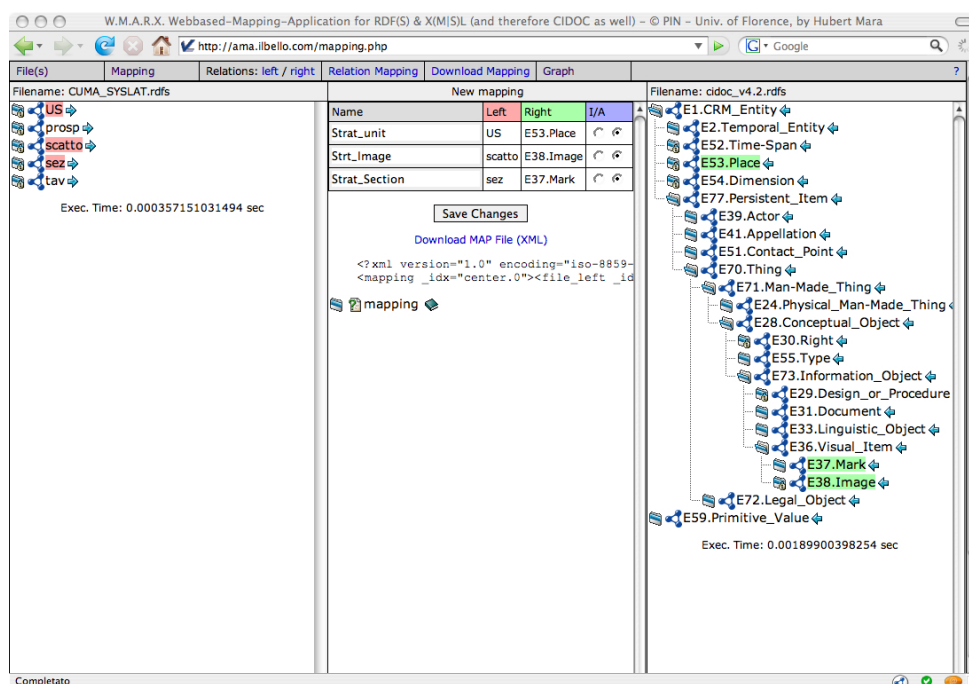 W.M.A.R.X. Webbased-Mapping-Application for RDF(S) & X(M|S)L (and therefore CIDOC as well) – © PIN – Univ. of Florence, by Hubert Mara
http://ama.ilbello.com/mapping.php
G Google
File(s) Mapping Relations: left / right Relation Mapping Download Mapping Graph ?
Filename: CUMA_SYSLAT.rdfs
US
prosp
scatto
sez
tav
Exec. Time: 0.000357151031494 sec
New mapping
Name Left Right I/A
Strat_unit US E53.Place
Strt_Image scatto E38.Image
Strat_Section sez E37.Mark
Save Changes
Download MAP File (XML)
<?xml version="1.0" encoding="iso-8859-
<mapping _idx="center.0"><file_left _id
mapping
Filename: cidoc_v4.2.rdfs
E1.CRM_Entity
E2.Temporal_Entity
E52.Time-Span
E53.Place
E54.Dimension
E77.Persistent_Item
E39.Actor
E41.Appellation
E51.Contact_Point
E70.Thing
E71.Man-Made_Thing
E24.Physical_Man-Made_Thing
E28.Conceptual_Object
E30.Right
E55.Type
E73.Information_Object
E29.Design_or_Procedure
E31.Document
E33.Linguistic_Object
E36.Visual_Item
E37.Mark
E38.Image
E72.Legal_Object
E59.Primitive_Value
Exec. Time: 0.00189900398254 sec
Completato